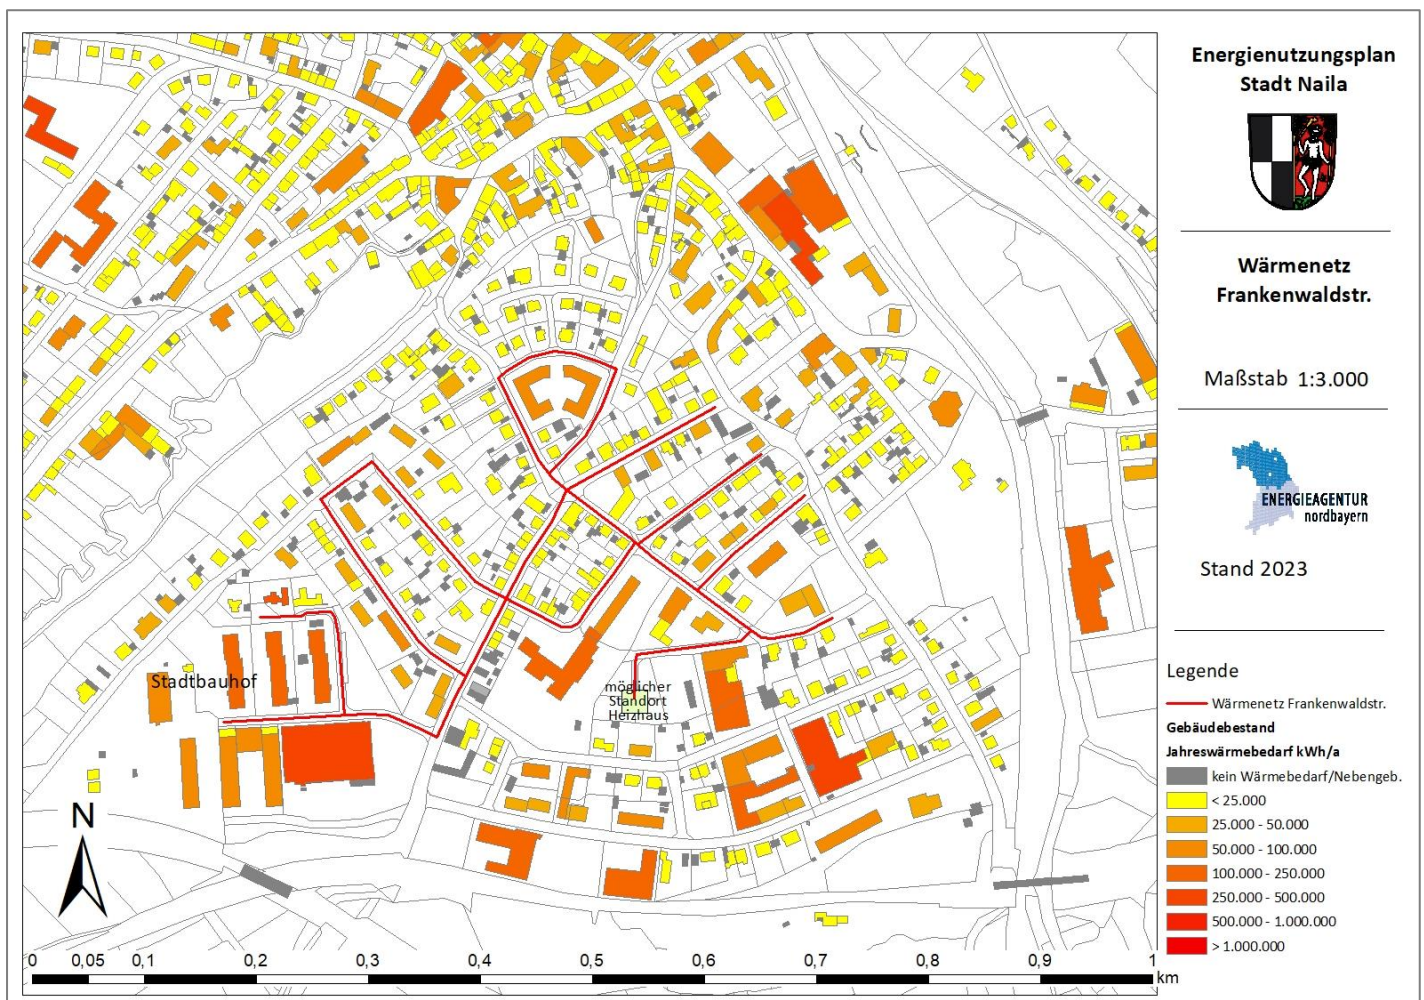 Energienutzungsplan
Stadt Naila
Wärmenetz
Frankenwaldstr.
Maßstab 1:3.000
ENERGIEAGENTUR
nordbayern
Stand 2023
Legende
Wärmenetz Frankenwaldstr.
Gebäudebestand
Jahreswärmebedarf kWh/a
kein Wärmebedarf/Nebengeb.
< 25.000
25.000 - 50.000
50.000 - 100.000
100.000 - 250.000
250.000 - 500.000
500.000 - 1.000.000
> 1.000.000
Stadtbauhof
möglicher
Standort
Heizhaus
N
0 0,05 0,1 0,2 0,3 0,4 0,5 0,6 0,7 0,8 0,9 1
km